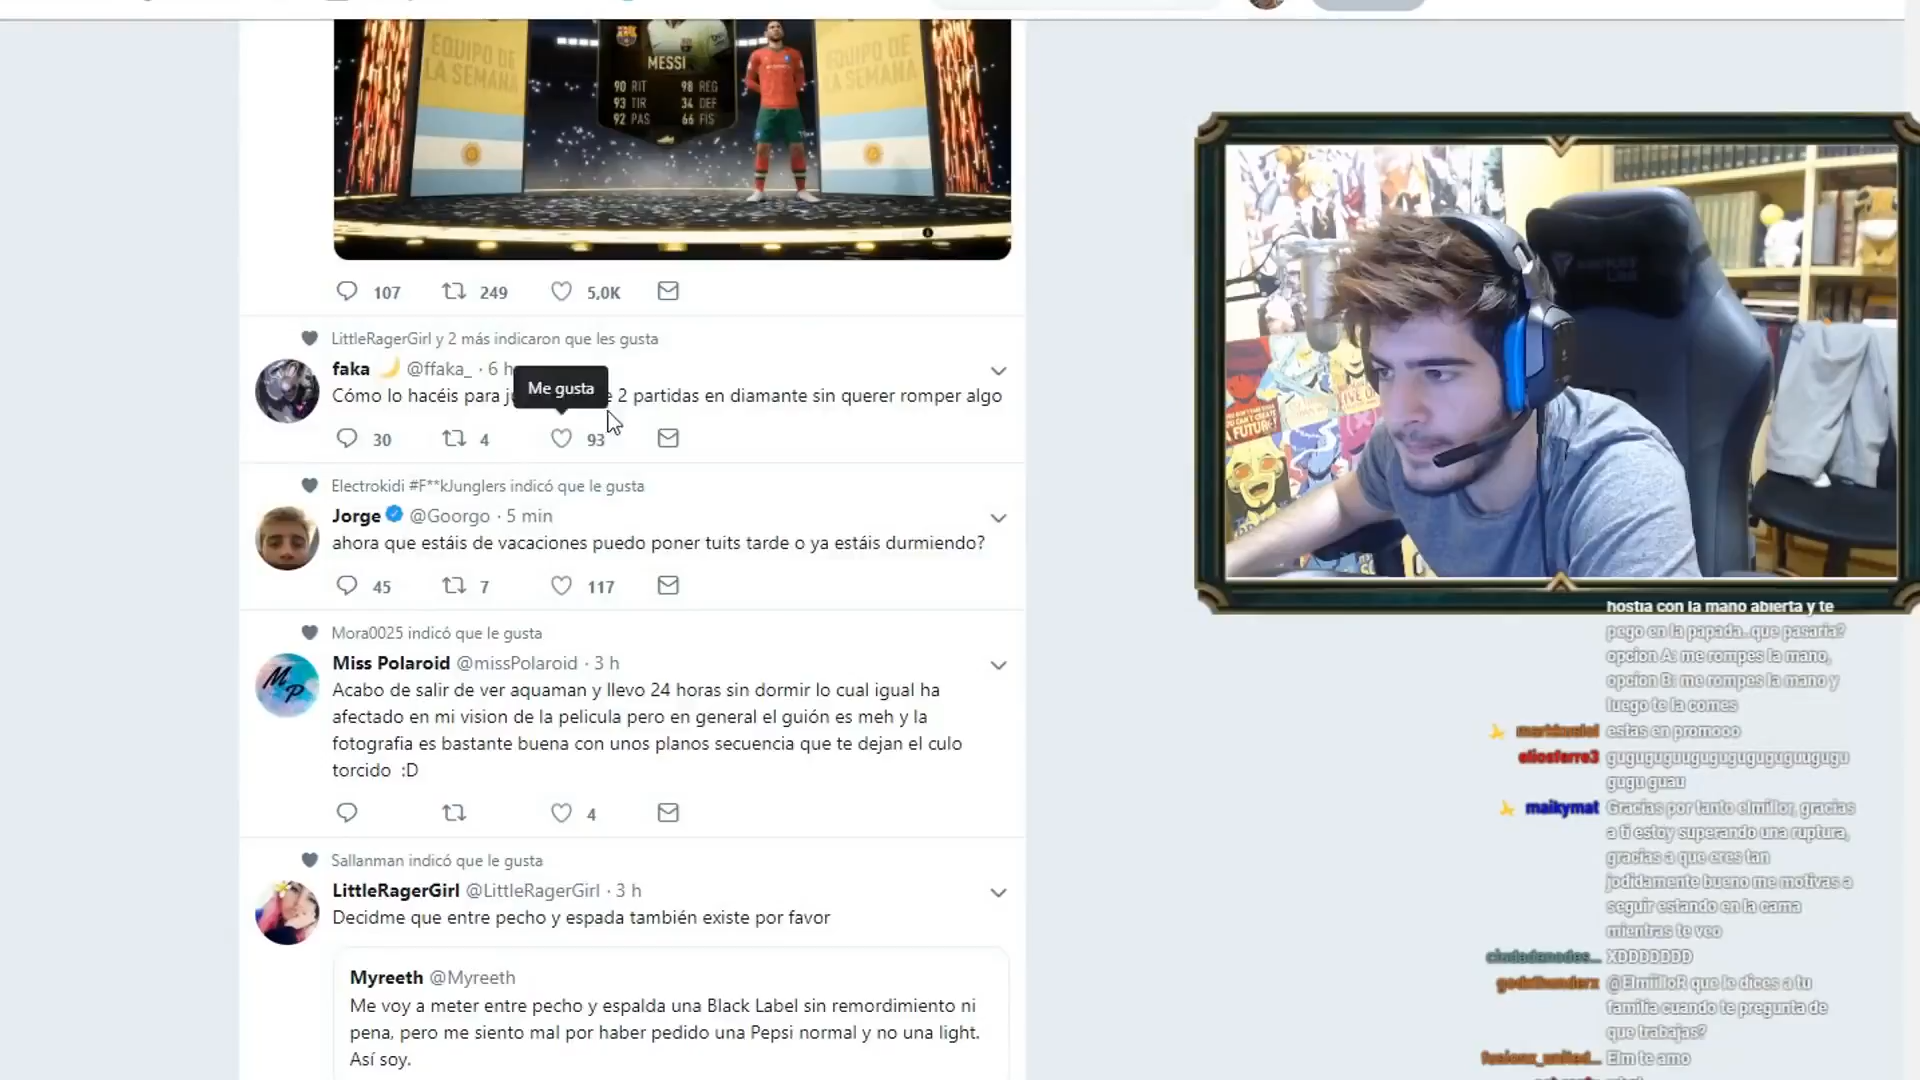 EQUIPO DE
LA SEMANA
EQUIPO DE
LA SEMANA
MESSI
90 RIT 98 REG
93 TIR 34 DEF
92 PAS 66 FIS
107 249 5,0K
LittleRagerGirl y 2 más indicaron que les gusta
faka @ffaka_ · 6 h
Me gusta
Cómo lo hacéis para 2 partidas en diamante sin querer romper algo
30 4 93
Electrokidi #F**kJunglers indicó que le gusta
Jorge @Goorgo · 5 min
ahora que estáis de vacaciones puedo poner tuits tarde o ya estáis durmiendo?
45 7 117
Mora0025 indicó que le gusta
Miss Polaroid @missPolaroid · 3 h
Acabo de salir de ver aquaman y llevo 24 horas sin dormir lo cual igual ha
afectado en mi vision de la pelicula pero en general el guión es meh y la
fotografia es bastante buena con unos planos secuencia que te dejan el culo
torcido :D
4
Sallanman indicó que le gusta
LittleRagerGirl @LittleRagerGirl · 3 h
Decidme que entre pecho y espada también existe por favor
Myreeth @Myreeth
Me voy a meter entre pecho y espalda una Black Label sin remordimiento ni
pena, pero me siento mal por haber pedido una Pepsi normal y no una light.
Así soy.
hostia con la mano abierta y te
pego en la papada..que pasaria?
opcion A: me rompes la mano,
opcion B: me rompes la mano y
luego te la comes
estas en promooo
eliosferro3 guguguguugugugugugugugugu
gugu guau
maikymat Gracias por tanto elmillor, gracias
a ti estoy superando una ruptura,
gracias a que eres tan
jodidamente bueno me motivas a
seguir estando en la cama
mientras te veo
ciudadanodes... XDDDDDDD
godethunderx @ElmiilloR que le dices a tu
familia cuando te pregunta de
que trabajas?
Elm te amo